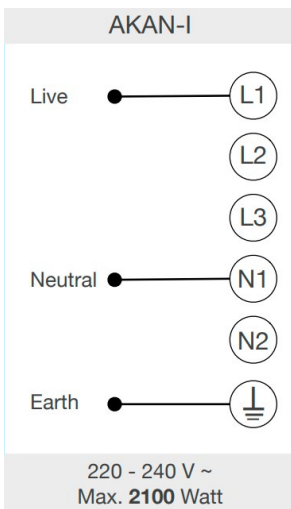 AKAN-I
Live L1
L2
L3
Neutral N1
N2
Earth
220 - 240 V ~
Max. 2100 Watt